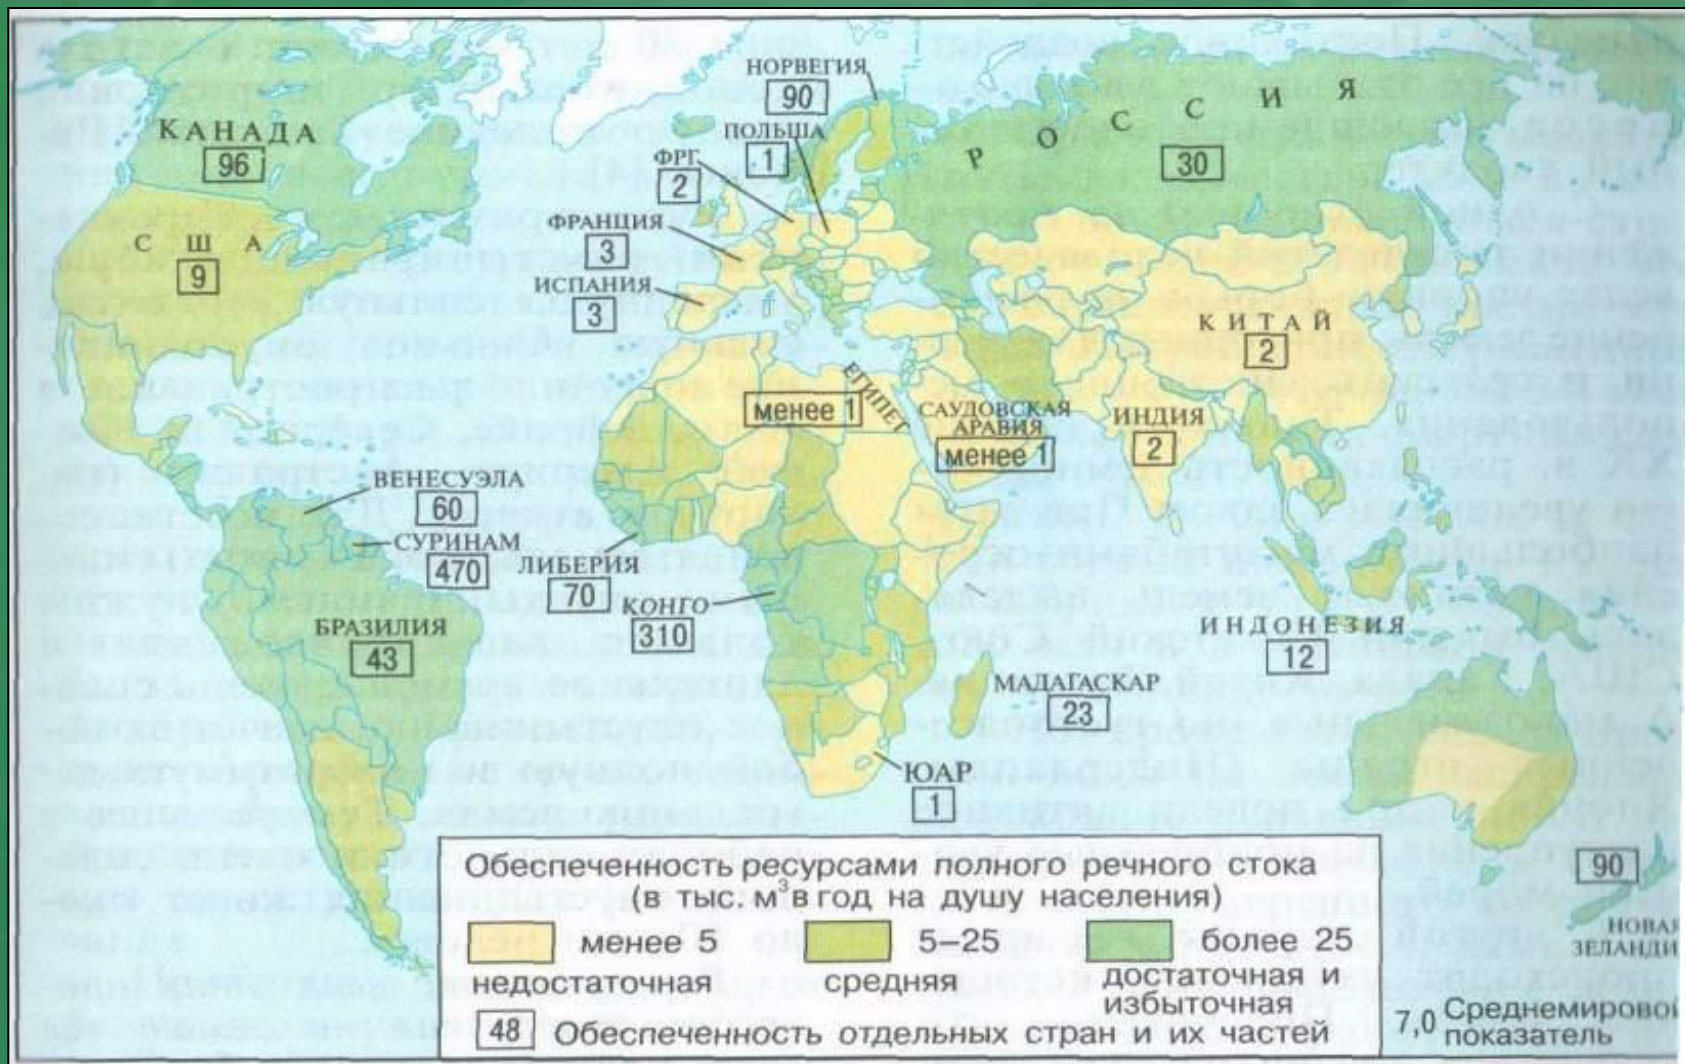 НОРВЕГИЯ
90
КАНАДА
96
ПОЛЬША
1
ФРГ
2
РОССИЯ
30
США
9
ФРАНЦИЯ
3
ИСПАНИЯ
3
КИТАЙ
2
ЕГИПЕТ
менее 1
САУДОВСКАЯ
АРАВИЯ
менее 1
ИНДИЯ
2
ВЕНЕСУЭЛА
60
СУРИНАМ
470
ЛИБЕРИЯ
70
КОНГО
310
БРАЗИЛИЯ
43
ИНДОНЕЗИЯ
12
МАДАГАСКАР
23
ЮАР
1
90
НОВАЯ
ЗЕЛАНДИ
Обеспеченность ресурсами полного речного стока
(в тыс. м³ в год на душу населения)
менее 5
недостаточная
5–25
средняя
более 25
достаточная и
избыточная
48 Обеспеченность отдельных стран и их частей
7,0 Среднемировой
показатель